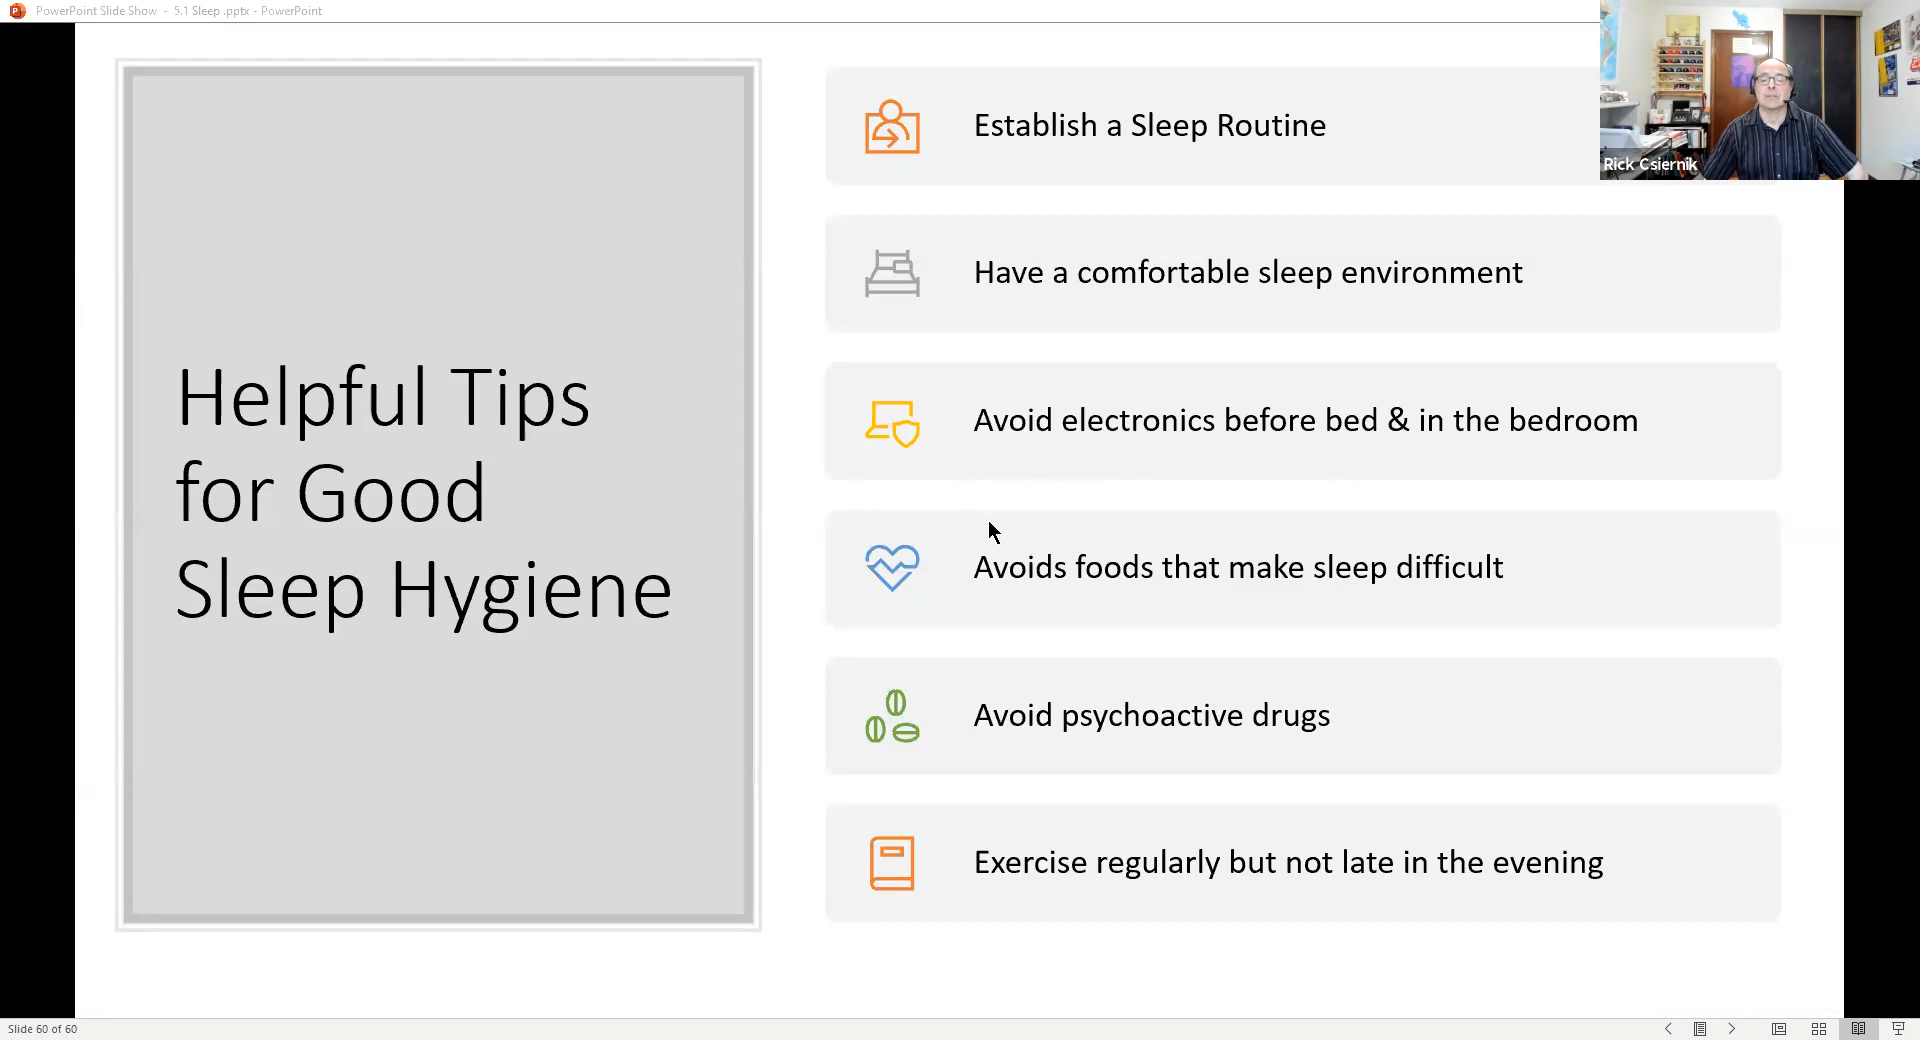 PowerPoint Slide Show - 5.1 Sleep .pptx - PowerPoint
Rick Csiernik
Helpful Tips
for Good
Sleep Hygiene
Establish a Sleep Routine
Have a comfortable sleep environment
Avoid electronics before bed & in the bedroom
Avoids foods that make sleep difficult
Avoid psychoactive drugs
Exercise regularly but not late in the evening
Slide 60 of 60